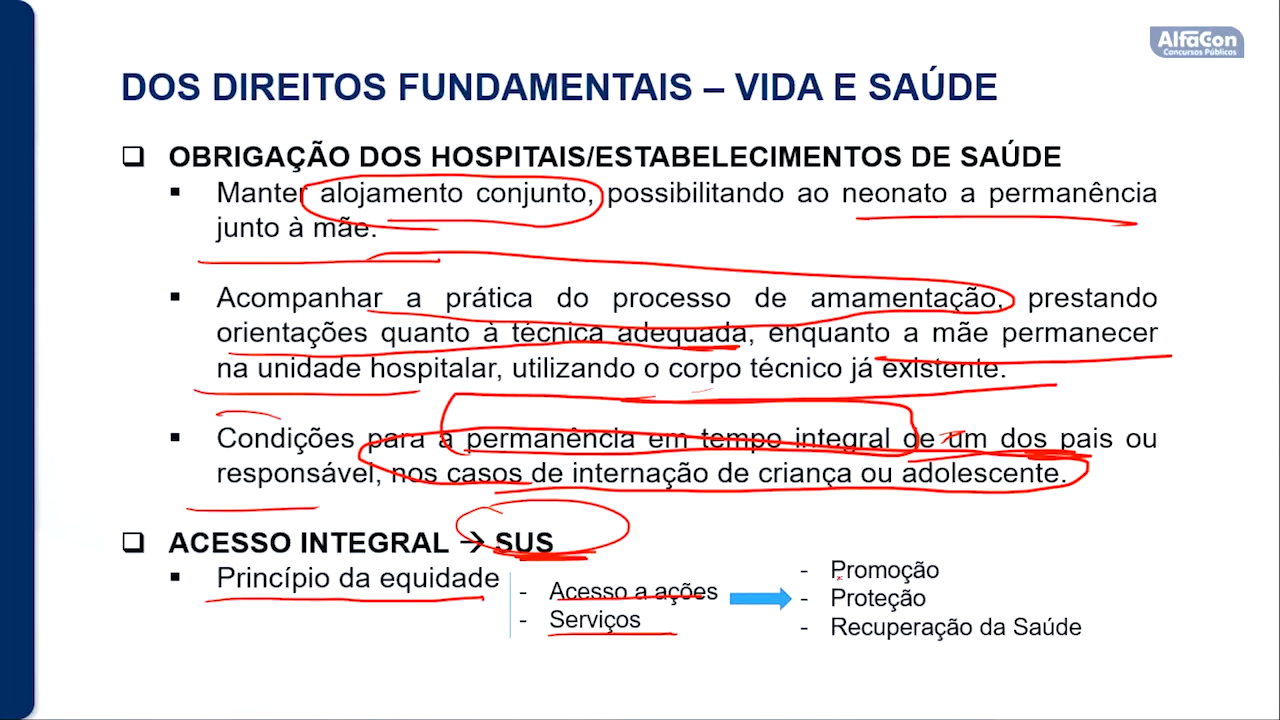 AlfaCon
Concursos Públicos
DOS DIREITOS FUNDAMENTAIS – VIDA E SAÚDE
❑ OBRIGAÇÃO DOS HOSPITAIS/ESTABELECIMENTOS DE SAÚDE
▪ Manter alojamento conjunto, possibilitando ao neonato a permanência
junto à mãe.
▪ Acompanhar a prática do processo de amamentação, prestando
orientações quanto à técnica adequada, enquanto a mãe permanecer
na unidade hospitalar, utilizando o corpo técnico já existente.
▪ Condições para a permanência em tempo integral de um dos pais ou
responsável, nos casos de internação de criança ou adolescente.
❑ ACESSO INTEGRAL → SUS
▪ Princípio da equidade
- Acesso a ações
- Serviços
- Promoção
- Proteção
- Recuperação da Saúde